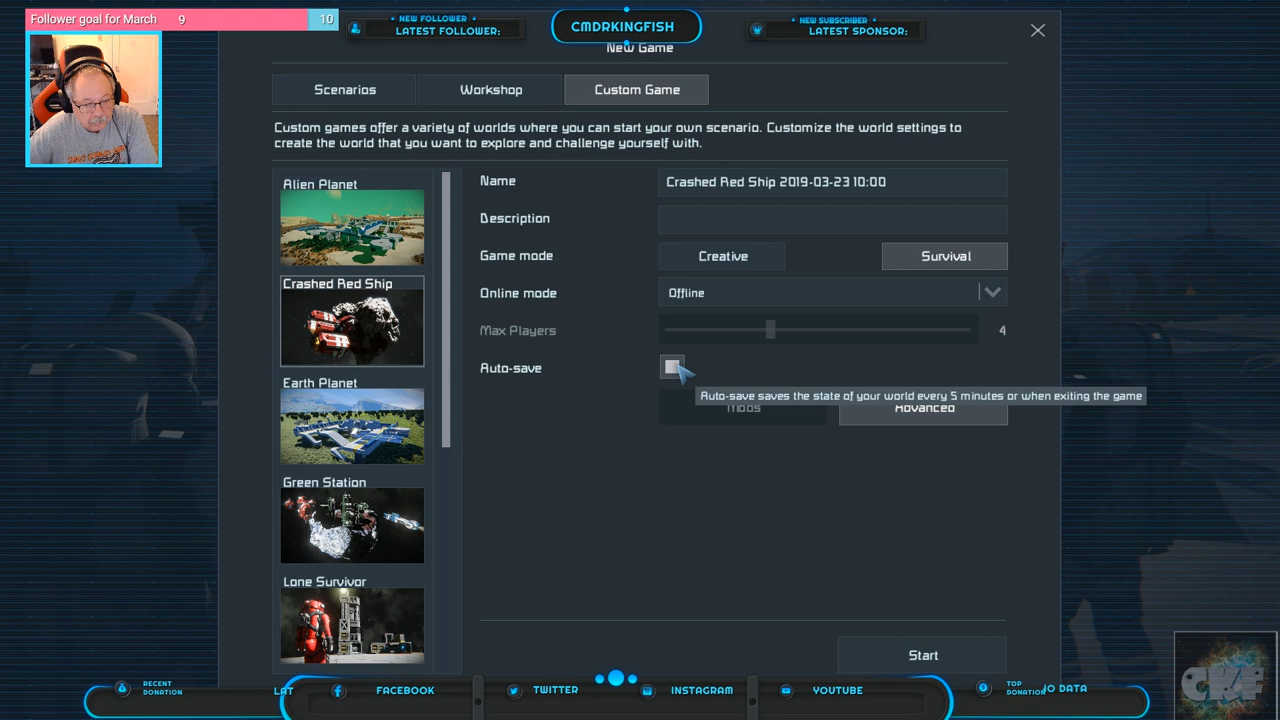 Follower goal for March 9 10
NEW FOLLOWER
LATEST FOLLOWER:
CMDRKINGFISH
NEW SUBSCRIBER
LATEST SPONSOR:
New Game
Scenarios
Workshop
Custom Game
Custom games offer a variety of worlds where you can start your own scenario. Customize the world settings to
create the world that you want to explore and challenge yourself with.
Alien Planet
Crashed Red Ship
Earth Planet
Green Station
Lone Survivor
Name
Crashed Red Ship 2019-03-23 10:00
Description
Game mode
Creative
Survival
Online mode
Offline
Max Players
4
Auto-save
Auto-save saves the state of your world every 5 minutes or when exiting the game
Mods
Advanced
Start
RECENT
DONATION
LAT
FACEBOOK
TWITTER
INSTAGRAM
YOUTUBE
TOP
DONATION
O DATA
CKF